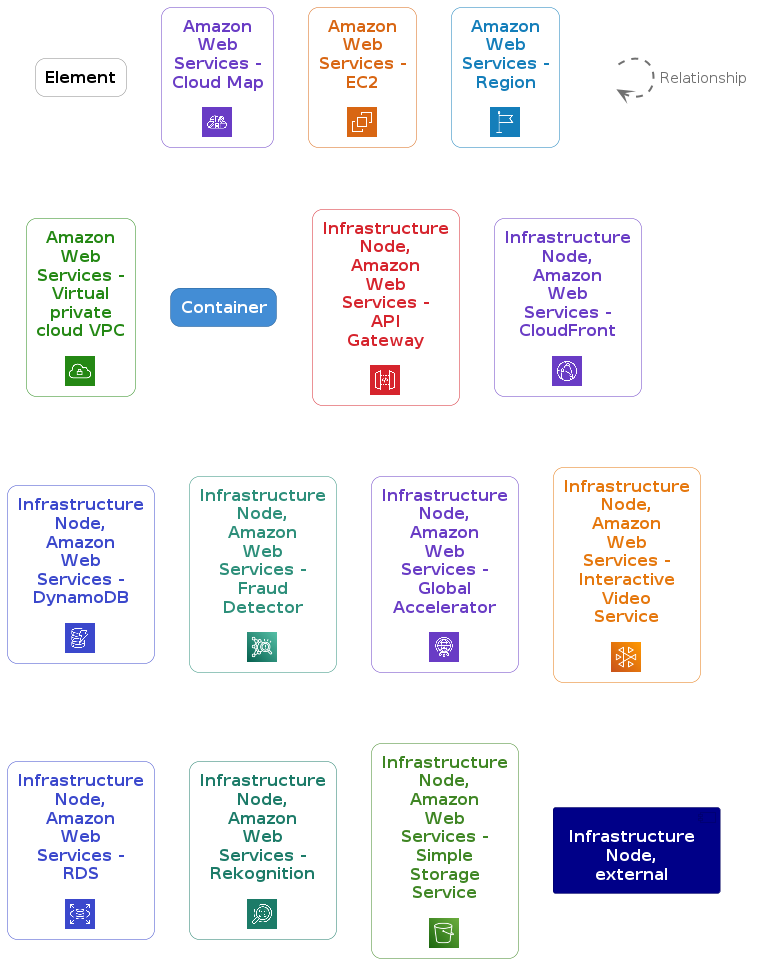 Element
Amazon
Web
Services -
Cloud Map
Amazon
Web
Services -
EC2
Amazon
Web
Services -
Region
Relationship
Amazon
Web
Services -
Virtual
private
cloud VPC
Container
Infrastructure
Node,
Amazon
Web
Services -
API
Gateway
Infrastructure
Node,
Amazon
Web
Services -
CloudFront
Infrastructure
Node,
Amazon
Web
Services -
DynamoDB
Infrastructure
Node,
Amazon
Web
Services -
Fraud
Detector
Infrastructure
Node,
Amazon
Web
Services -
Global
Accelerator
Infrastructure
Node,
Amazon
Web
Services -
Interactive
Video
Service
Infrastructure
Node,
Amazon
Web
Services -
RDS
Infrastructure
Node,
Amazon
Web
Services -
Rekognition
Infrastructure
Node,
Amazon
Web
Services -
Simple
Storage
Service
Infrastructure
Node,
external